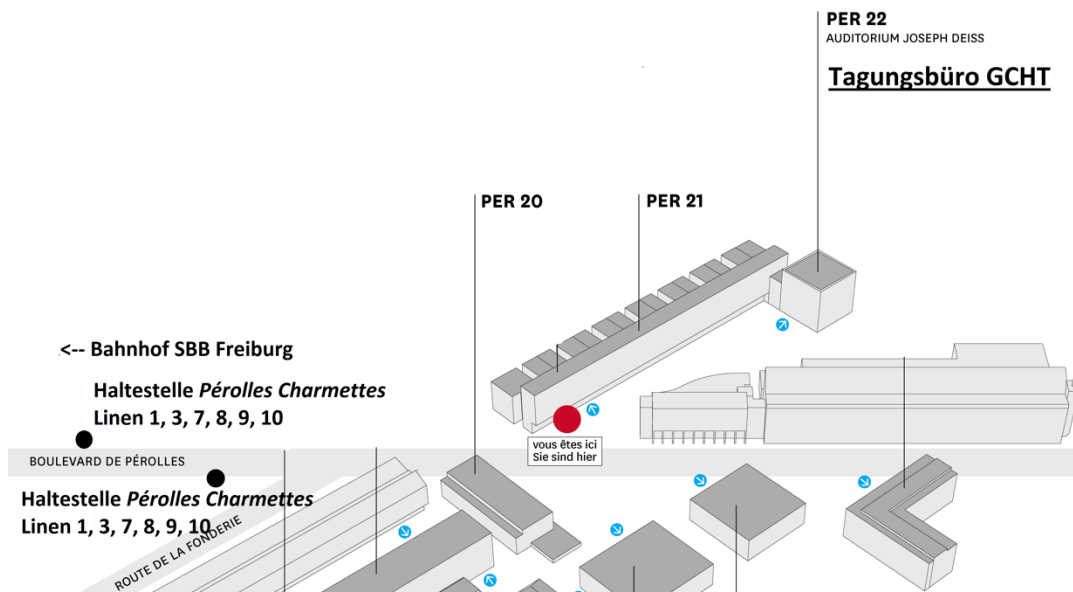 PER 22
AUDITORIUM JOSEPH DEISS
Tagungsbüro GCHT
PER 20
PER 21
<-- Bahnhof SBB Freiburg
Haltestelle Pérolles Charmettes
Linen 1, 3, 7, 8, 9, 10
vous êtes ici
Sie sind hier
BOULEVARD DE PÉROLLES
Haltestelle Pérolles Charmettes
Linen 1, 3, 7, 8, 9, 10
ROUTE DE LA FONDERIE